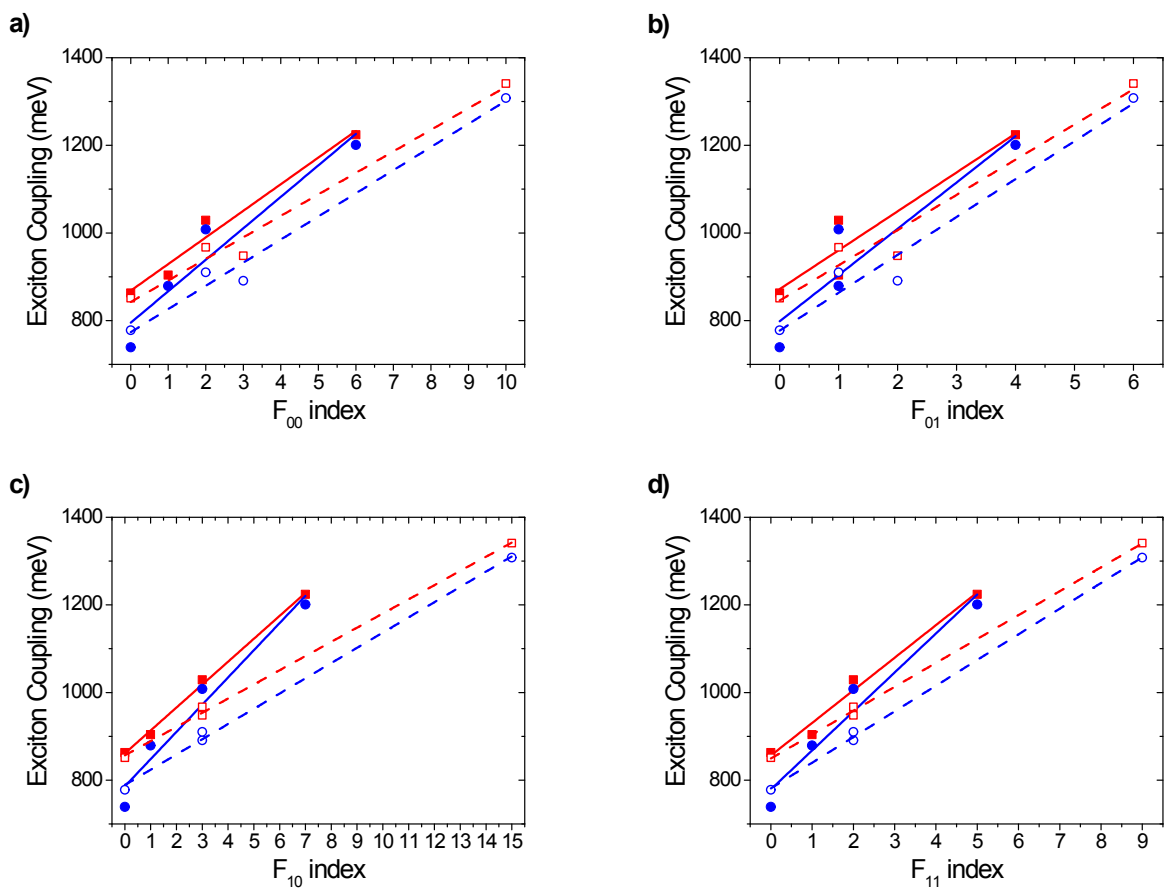 a)
Exciton Coupling (meV)
1400
1200
1000
800
0 1 2 3 4 5 6 7 8 9 10
F₀₀ index
b)
Exciton Coupling (meV)
1400
1200
1000
800
0 1 2 3 4 5 6
F₀₁ index
c)
Exciton Coupling (meV)
1400
1200
1000
800
0 1 2 3 4 5 6 7 8 9 10 11 12 13 14 15
F₁₀ index
d)
Exciton Coupling (meV)
1400
1200
1000
800
0 1 2 3 4 5 6 7 8 9
F₁₁ index